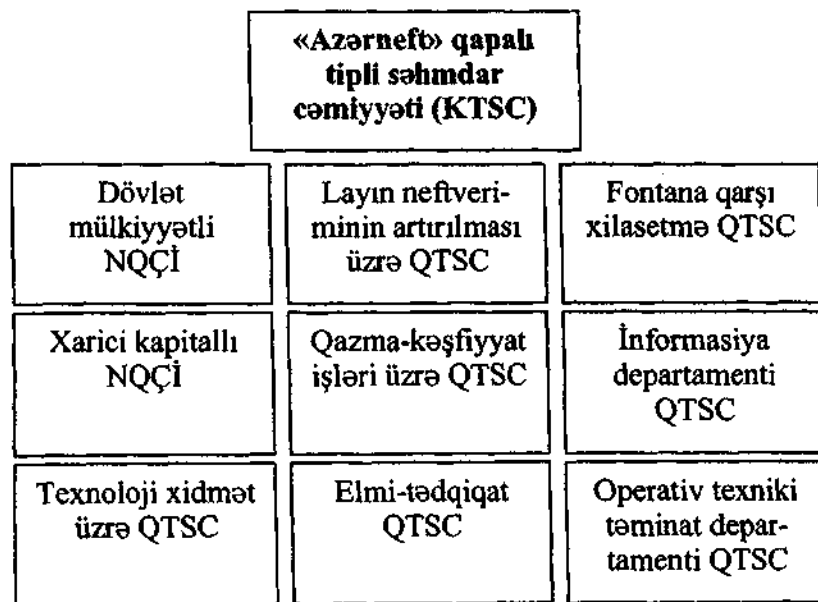 «Azərneft» qapalı
tipli səhmdar
cəmiyyəti (KTSC)
Dövlət
mülkiyyətli
NQÇİ
Layın neftveri-
minin artırılması
üzrə QTSC
Fontana qarşı
xilasetmə QTSC
Xarici kapitallı
NQÇİ
Qazma-kəşfiyyat
işləri üzrə QTSC
İnformasiya
departamenti
QTSC
Texnoloji xidmət
üzrə QTSC
Elmi-tədqiqat
QTSC
Operativ texniki
təminat depar-
tamenti QTSC